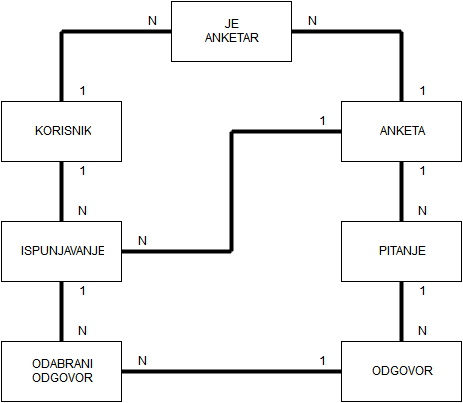 N
JE
ANKETAR
N
1
1
KORISNIK
1
ANKETA
1
1
N
N
ISPUNJAVANJE
N
PITANJE
1
1
N
N
ODABRANI
ODGOVOR
N
1
ODGOVOR